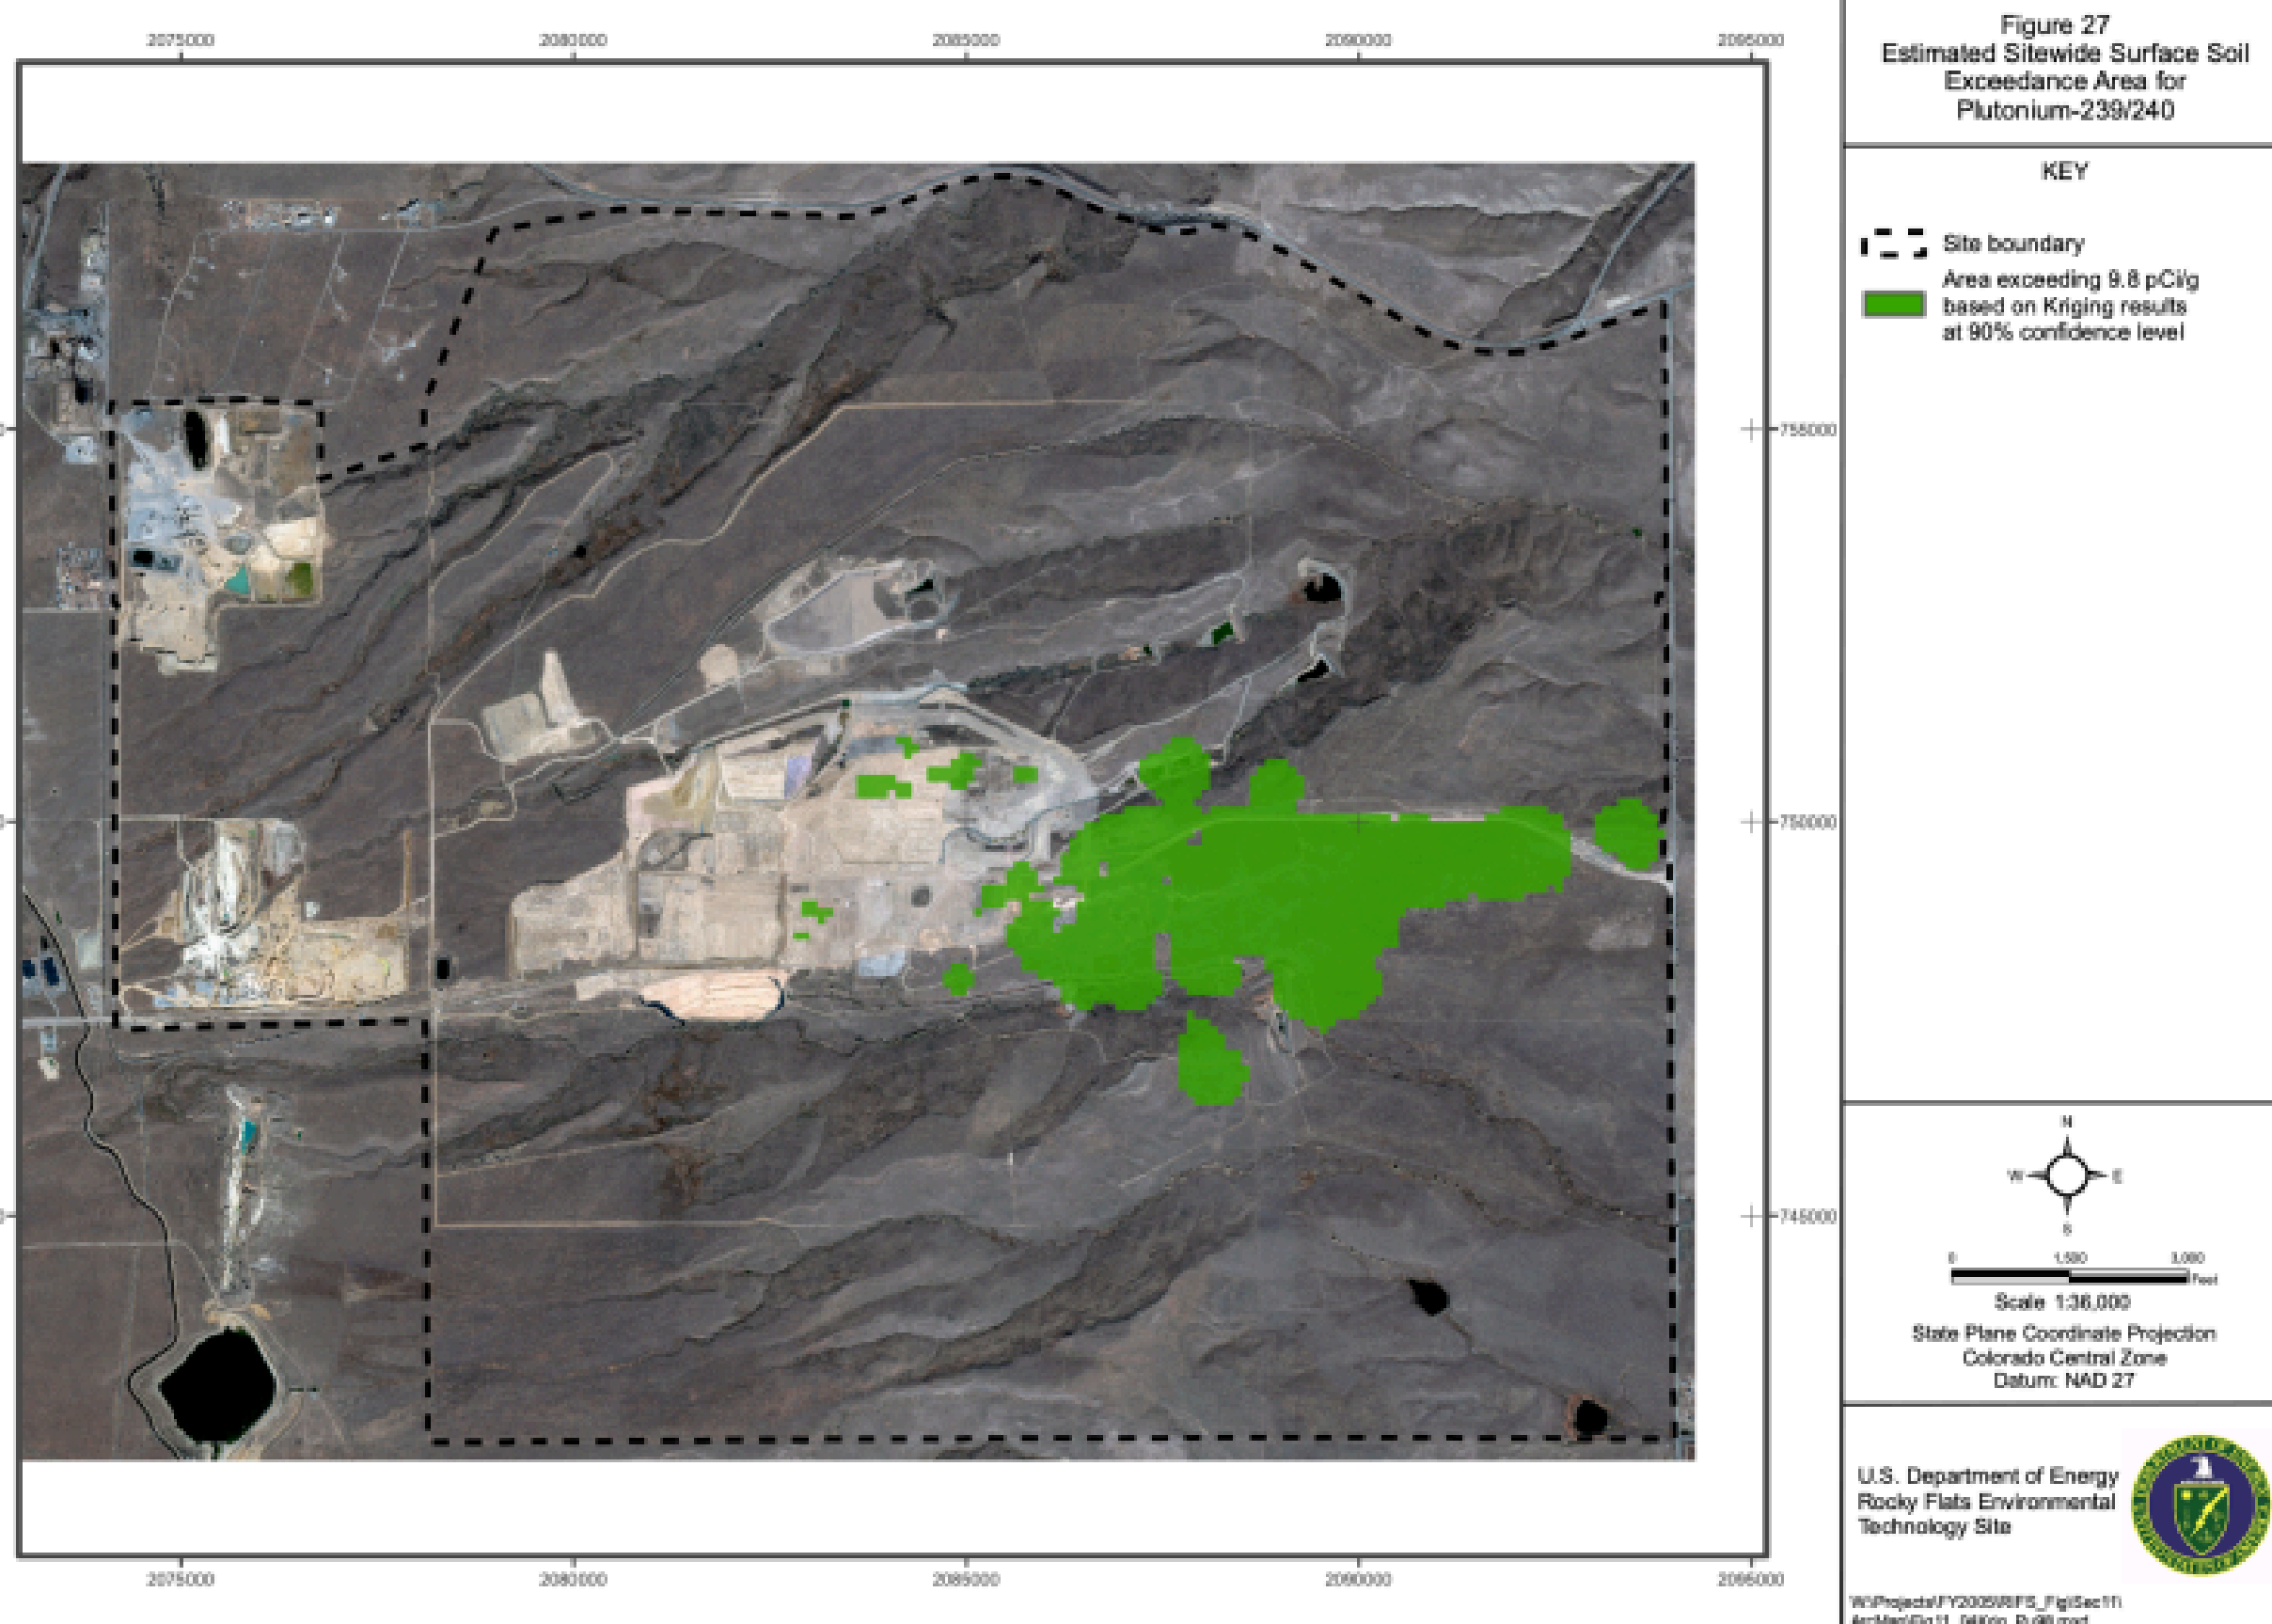 2075000
2080000
2085000
2090000
2095000
Figure 27
Estimated Sitewide Surface Soil
Exceedance Area for
Plutonium-239/240
KEY
Site boundary
Area exceeding 9.8 pCi/g
based on Kriging results
at 90% confidence level
755000
750000
745000
N
W
E
S
0
1,500
3,000
Feet
Scale 1:36,000
State Plane Coordinate Projection
Colorado Central Zone
Datum: NAD 27
U.S. Department of Energy
Rocky Flats Environmental
Technology Site
2075000
2080000
2085000
2090000
2095000